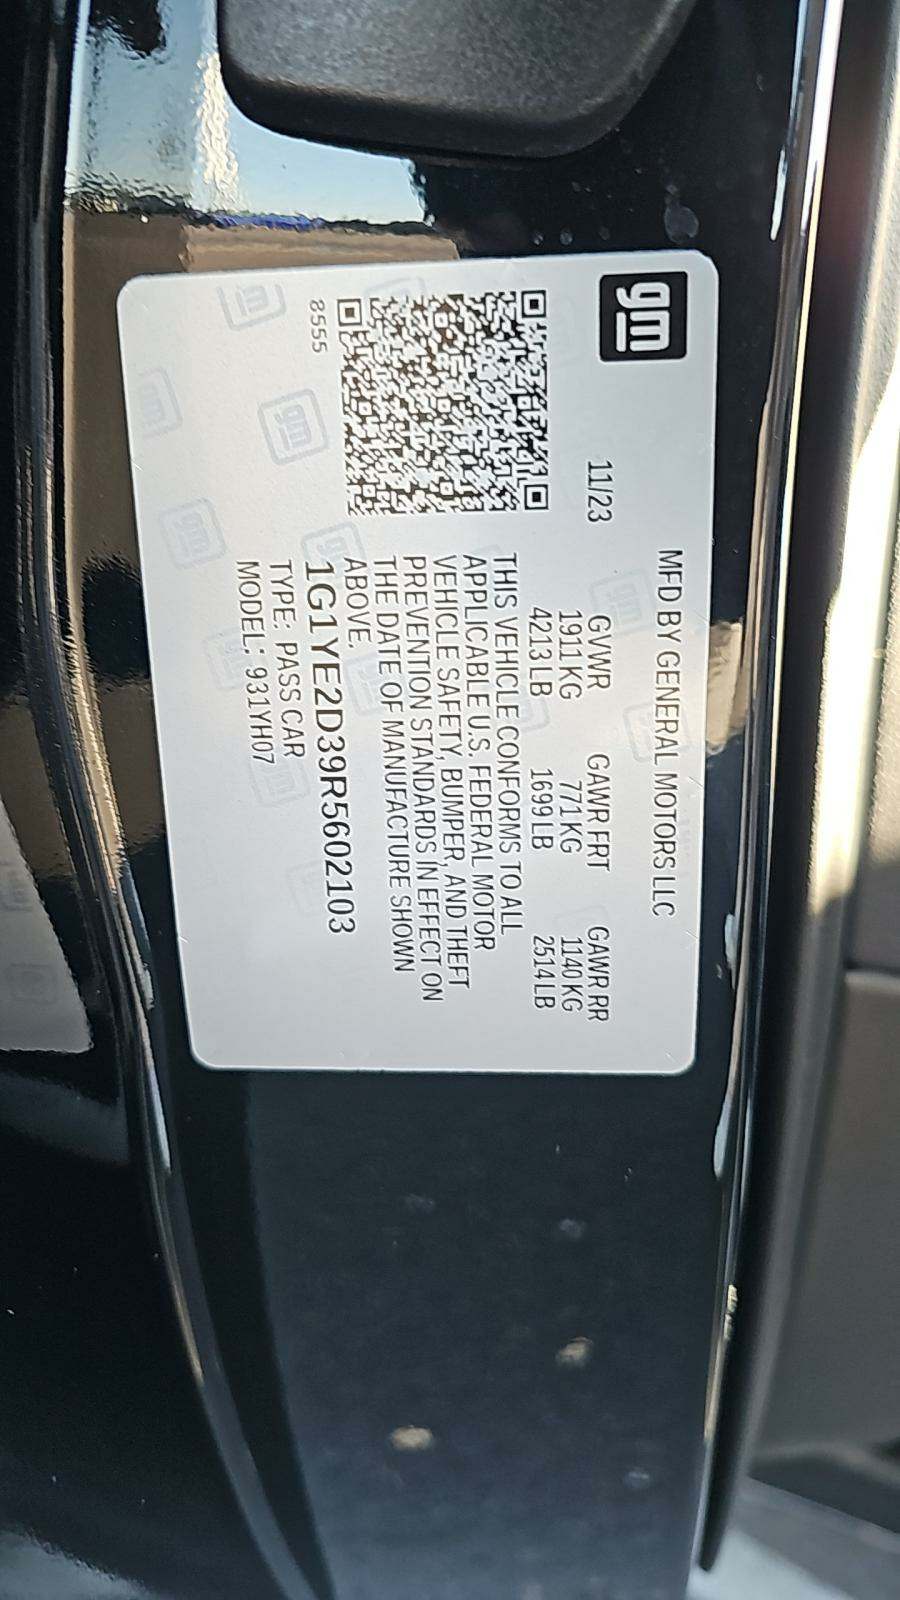 gm
MFD BY GENERAL MOTORS LLC
11/23
GVWR GAWR FRT GAWR RR
1911 KG 771 KG 1140 KG
4213 LB 1699 LB 2514 LB
THIS VEHICLE CONFORMS TO ALL
APPLICABLE U.S. FEDERAL MOTOR
VEHICLE SAFETY, BUMPER, AND THEFT
PREVENTION STANDARDS IN EFFECT ON
THE DATE OF MANUFACTURE SHOWN
ABOVE.
8555
1G1YE2D39R5602103
TYPE: PASS CAR
MODEL: 931YH07